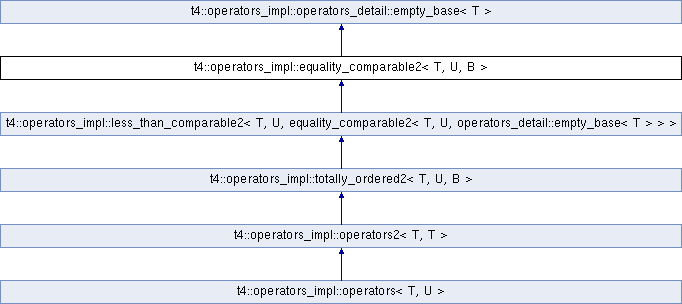 t4::operators_impl::operators_detail::empty_base< T >
t4::operators_impl::equality_comparable2< T, U, B >
t4::operators_impl::less_than_comparable2< T, U, equality_comparable2< T, U, operators_detail::empty_base< T > > >
t4::operators_impl::totally_ordered2< T, U, B >
t4::operators_impl::operators2< T, T >
t4::operators_impl::operators< T, U >